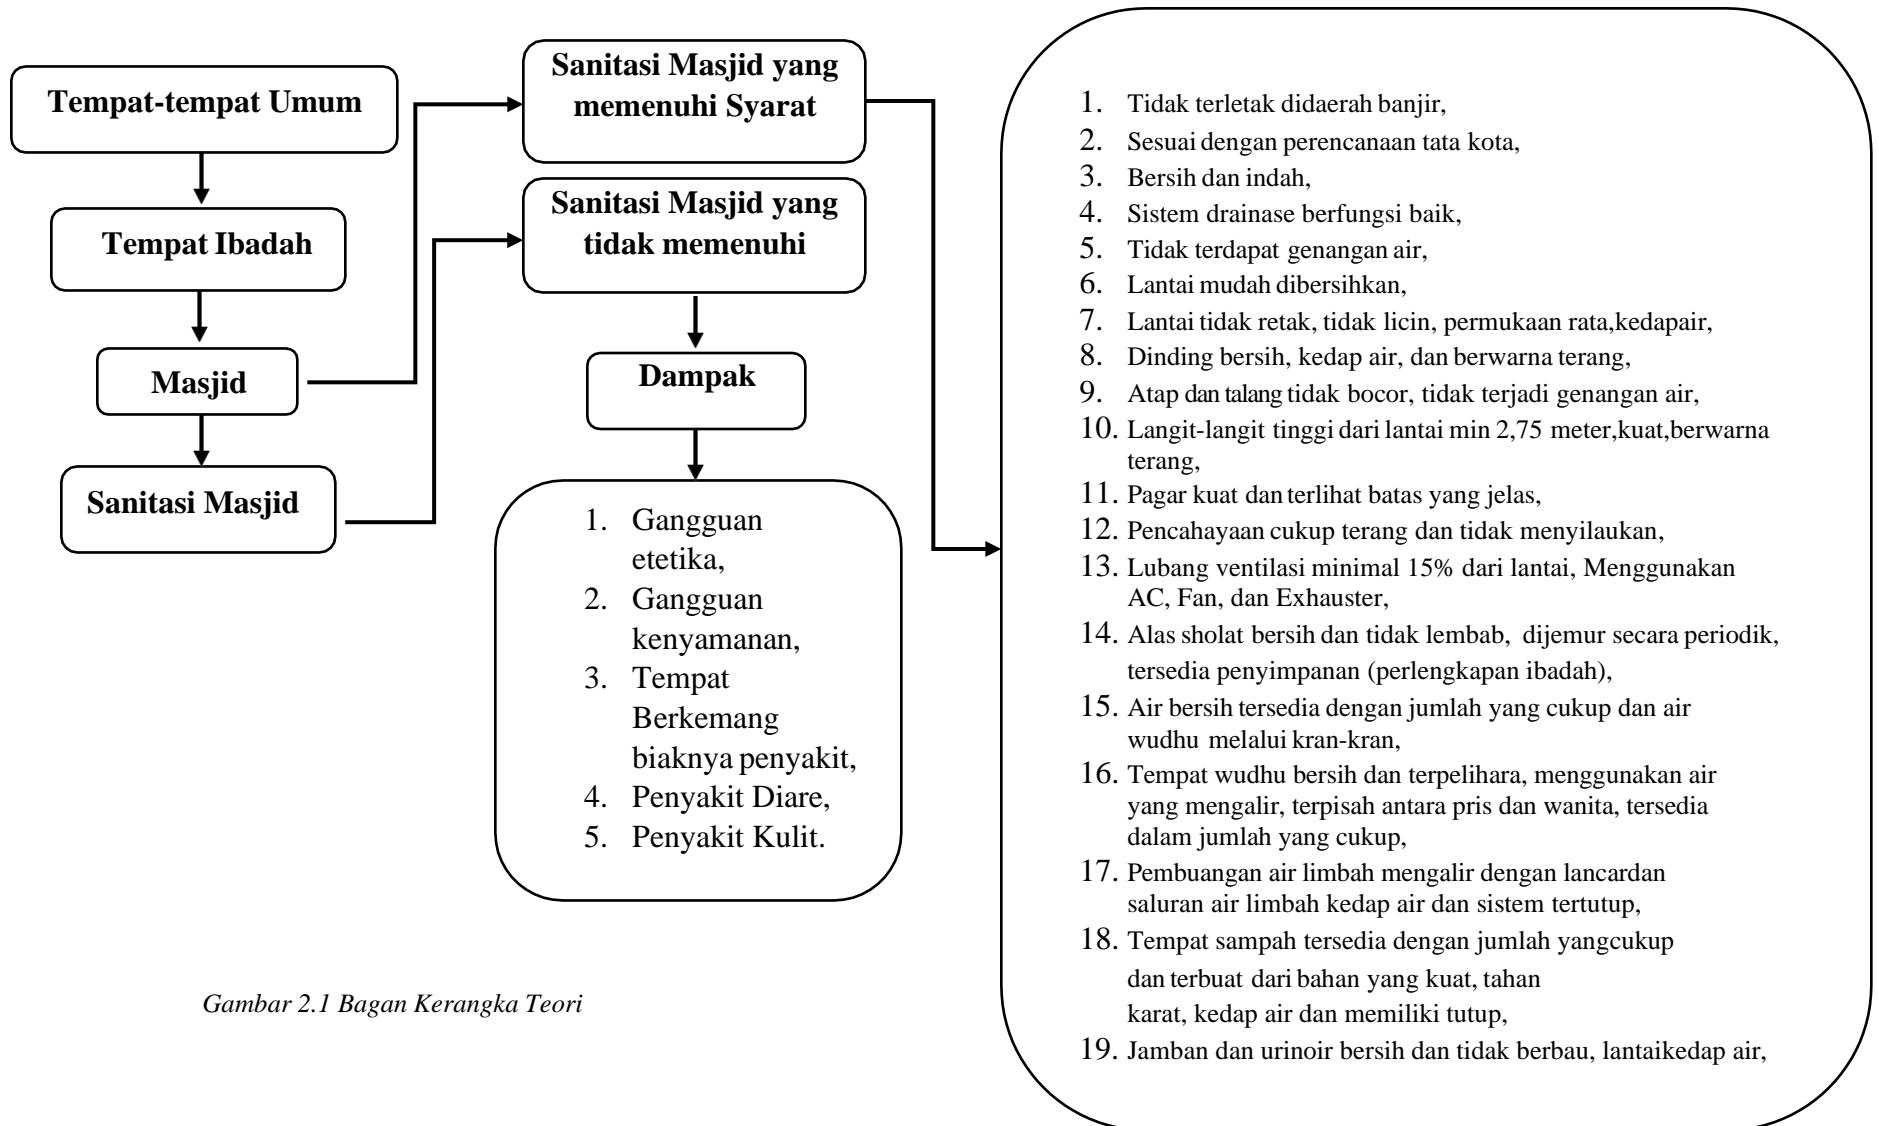 Tempat-tempat Umum
Tempat Ibadah
Masjid
Sanitasi Masjid
Sanitasi Masjid yang
memenuhi Syarat
Sanitasi Masjid yang
tidak memenuhi
Dampak
1. Gangguan
etetika,
2. Gangguan
kenyamanan,
3. Tempat
Berkemang
biaknya penyakit,
4. Penyakit Diare,
5. Penyakit Kulit.
1. Tidak terletak didaerah banjir,
2. Sesuai dengan perencanaan tata kota,
3. Bersih dan indah,
4. Sistem drainase berfungsi baik,
5. Tidak terdapat genangan air,
6. Lantai mudah dibersihkan,
7. Lantai tidak retak, tidak licin, permukaan rata,kedapair,
8. Dinding bersih, kedap air, dan berwarna terang,
9. Atap dan talang tidak bocor, tidak terjadi genangan air,
10. Langit-langit tinggi dari lantai min 2,75 meter,kuat,berwarna
terang,
11. Pagar kuat dan terlihat batas yang jelas,
12. Pencahayaan cukup terang dan tidak menyilaukan,
13. Lubang ventilasi minimal 15% dari lantai, Menggunakan
AC, Fan, dan Exhauster,
14. Alas sholat bersih dan tidak lembab, dijemur secara periodik,
tersedia penyimpanan (perlengkapan ibadah),
15. Air bersih tersedia dengan jumlah yang cukup dan air
wudhu melalui kran-kran,
16. Tempat wudhu bersih dan terpelihara, menggunakan air
yang mengalir, terpisah antara pris dan wanita, tersedia
dalam jumlah yang cukup,
17. Pembuangan air limbah mengalir dengan lancardan
saluran air limbah kedap air dan sistem tertutup,
18. Tempat sampah tersedia dengan jumlah yangcukup
dan terbuat dari bahan yang kuat, tahan
karat, kedap air dan memiliki tutup,
19. Jamban dan urinoir bersih dan tidak berbau, lantaikedap air,
Gambar 2.1 Bagan Kerangka Teori